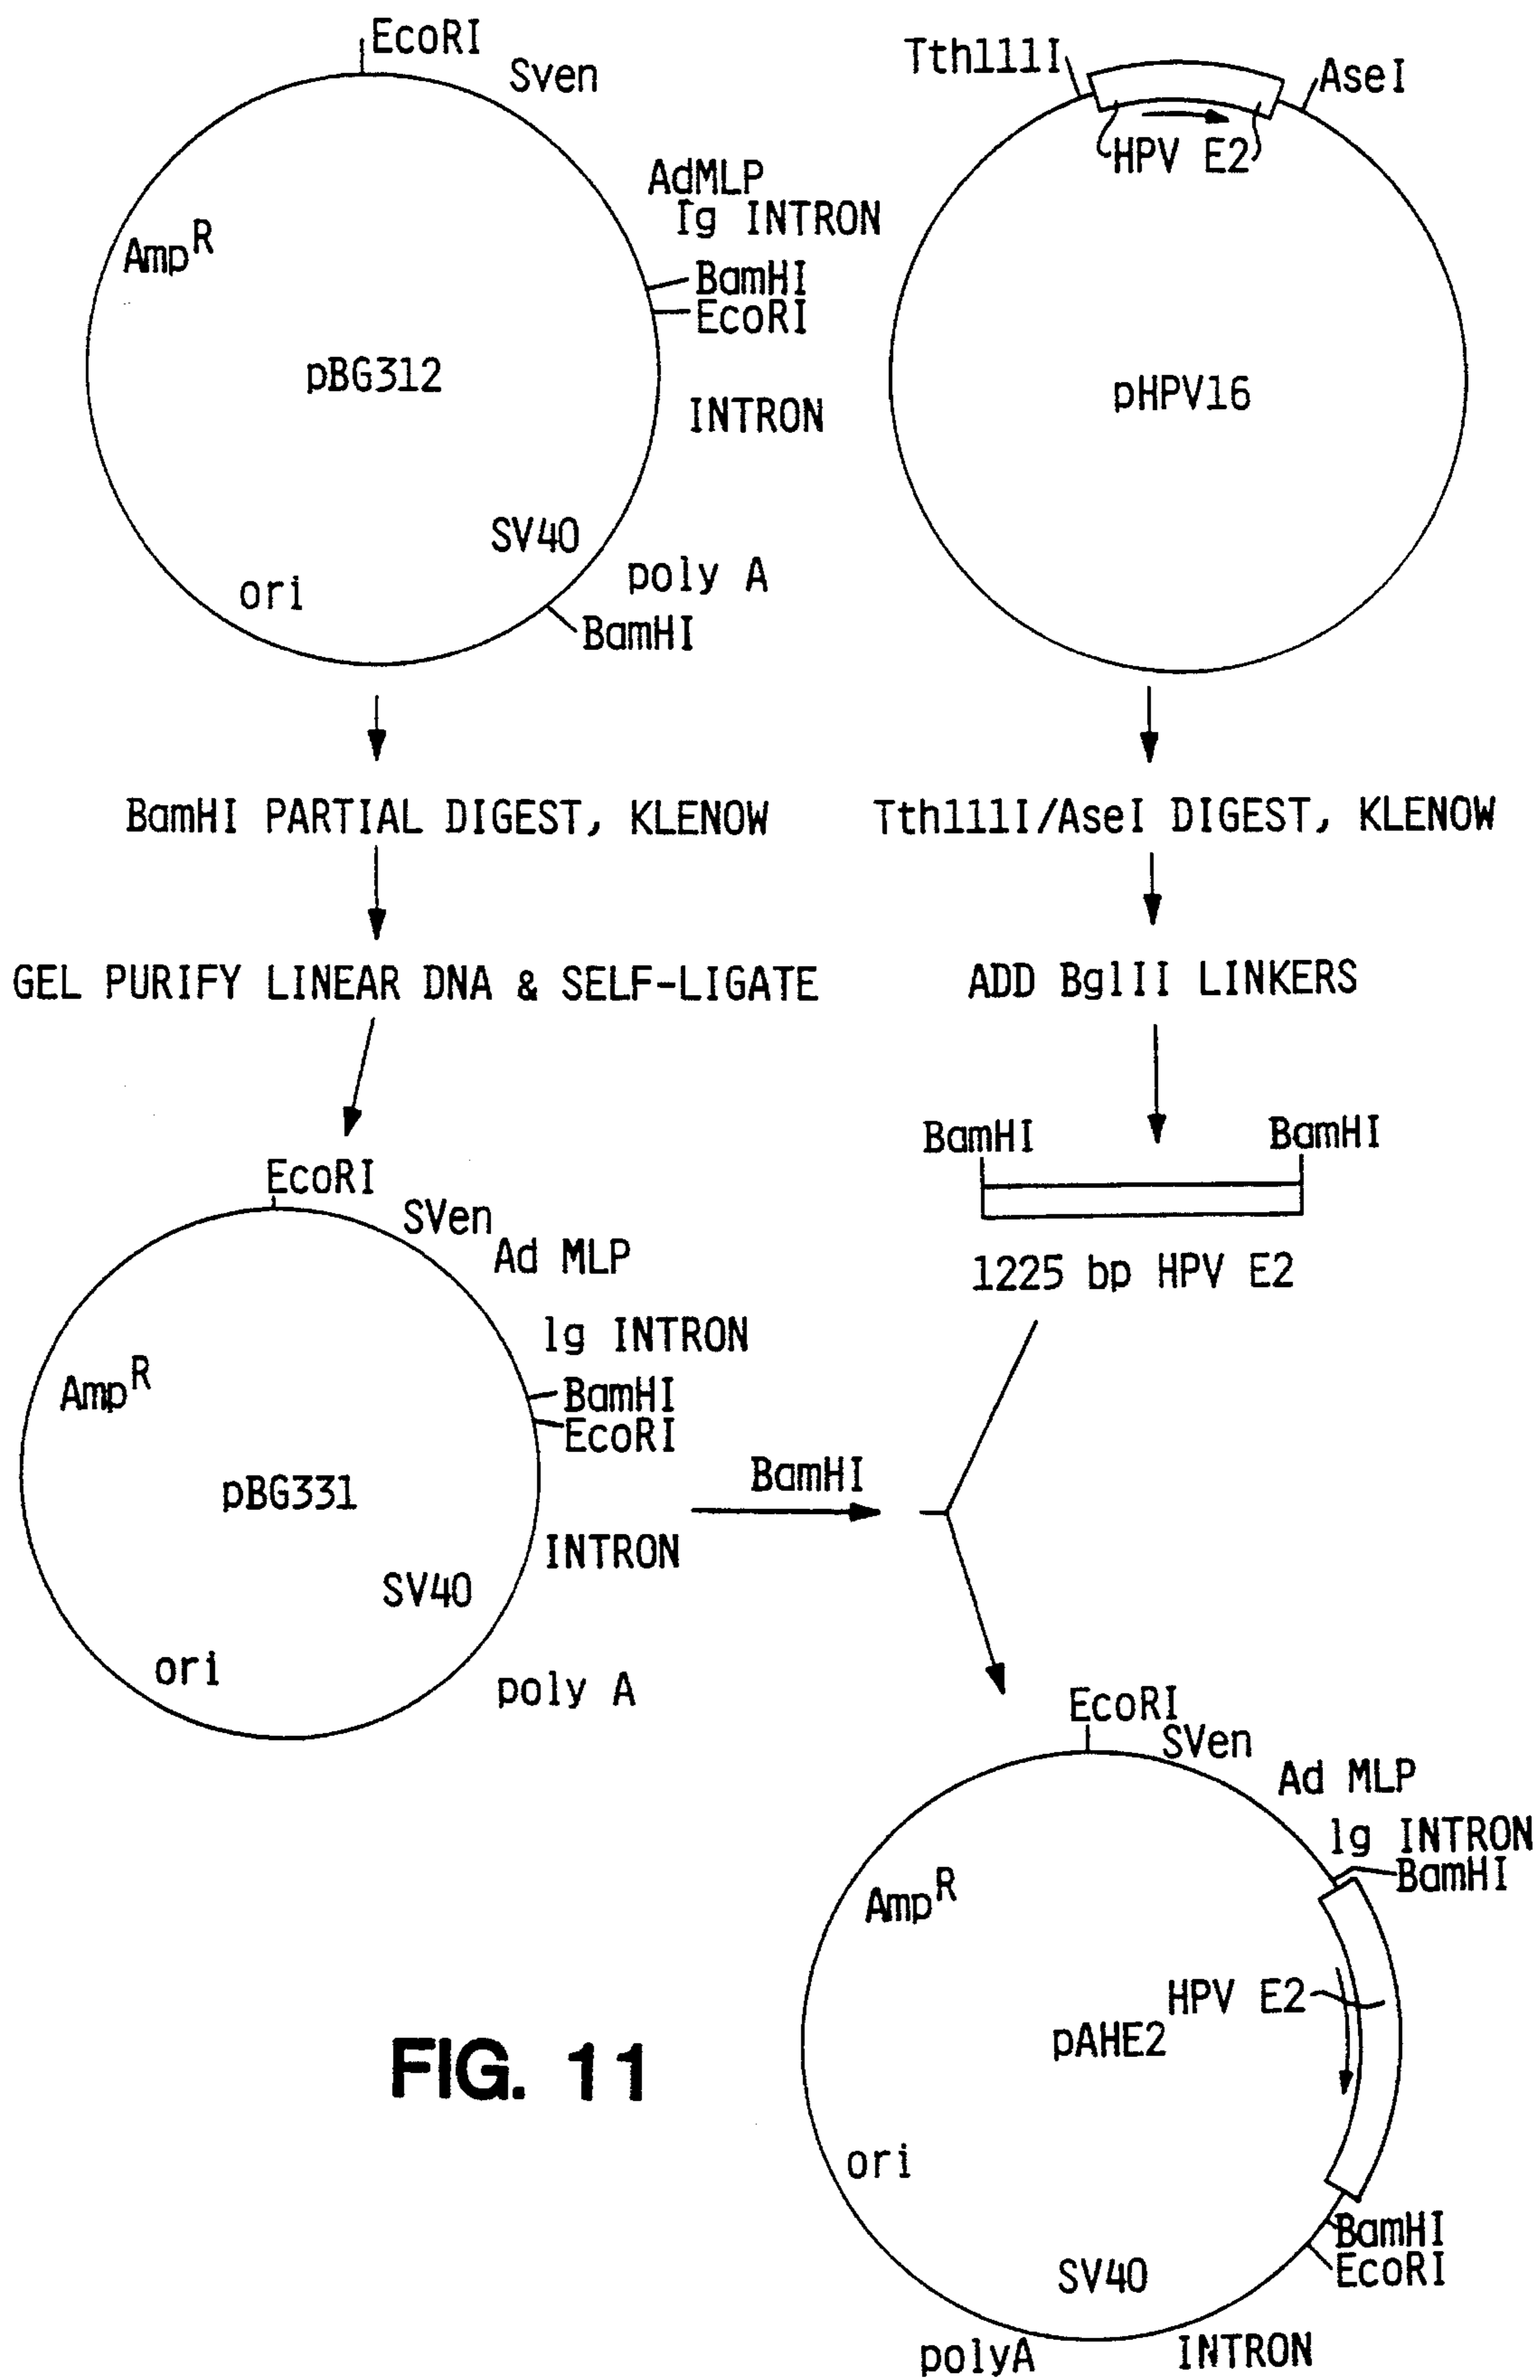 EcoRI
Sven
AdMLP
Ig INTRON
BamHI
EcoRI
Amp^R
pBG312
INTRON
SV40
poly A
ori
BamHI
Tth111I
AseI
HPV E2
pHPV16
BamHI PARTIAL DIGEST, KLENOW
Tth111I/AseI DIGEST, KLENOW
GEL PURIFY LINEAR DNA & SELF-LIGATE
ADD BglII LINKERS
BamHI
BamHI
1225 bp HPV E2
EcoRI
SVen
Ad MLP
lg INTRON
BamHI
EcoRI
Amp^R
pBG331
INTRON
SV40
ori
poly A
BamHI
EcoRI
SVen
Ad MLP
lg INTRON
BamHI
Amp^R
HPV E2
pAHE2
ori
BamHI
EcoRI
SV40
polyA
INTRON
FIG. 11